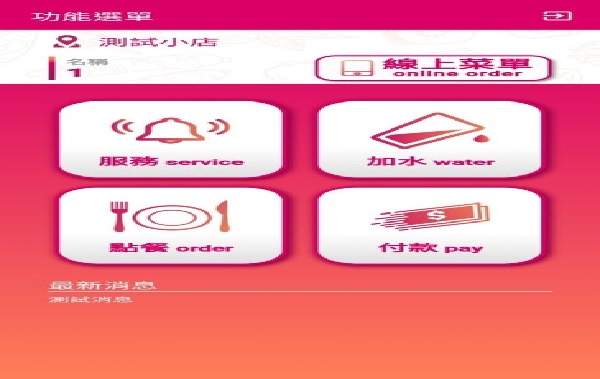 功能選單
測試小店
名稱
1
線上菜單
online order
服務 service
加水 water
點餐 order
$
付款 pay
最新消息
測試消息